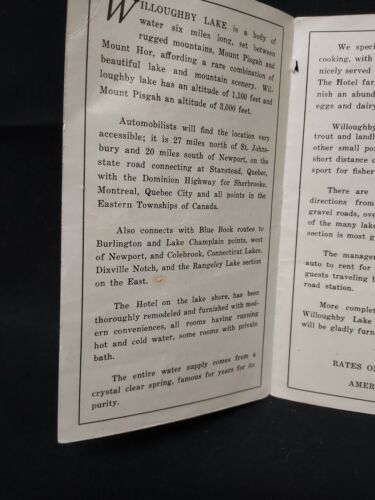 WILLOUGHBY LAKE is a body of
water six miles long, set between
rugged mountains, Mount Pisgah and
Mount Hor, affording a rare combination of
beautiful lake and mountain scenery. Wil-
loughby lake has an altitude of 1,100 feet and
Mount Pisgah an altitude of 3,000 feet.
Automobilists will find the location very
accessible; it is 27 miles north of St. Johns-
bury and 20 miles south of Newport, on the
state road connecting at Stanstead, Quebec,
with the Dominion Highway for Sherbrooke,
Montreal, Quebec City and all points in the
Eastern Townships of Canada.
Also connects with Blue Book routes to
Burlington and Lake Champlain points, west
of Newport, and Colebrook, Connecticut Lakes,
Dixville Notch, and the Rangeley Lake section
on the East.
The Hotel on the lake shore, has been
thoroughly remodeled and furnished with mod-
ern conveniences, all rooms having running
hot and cold water, some rooms with private
bath.
The entire water supply comes from a
crystal clear spring, famous for years for its
purity.
We speci
cooking, with
nicely served
The Hotel far
nish an abund
eggs and dairy
Willoughby
trout and landl
other small po
short distance o
sport for fisher
There are
directions from
gravel roads, over
of the many lake
section is most g
The manager
auto to rent for
guests traveling b
road station.
More complet
Willoughby Lake
will be gladly furn
RATES O
AMER